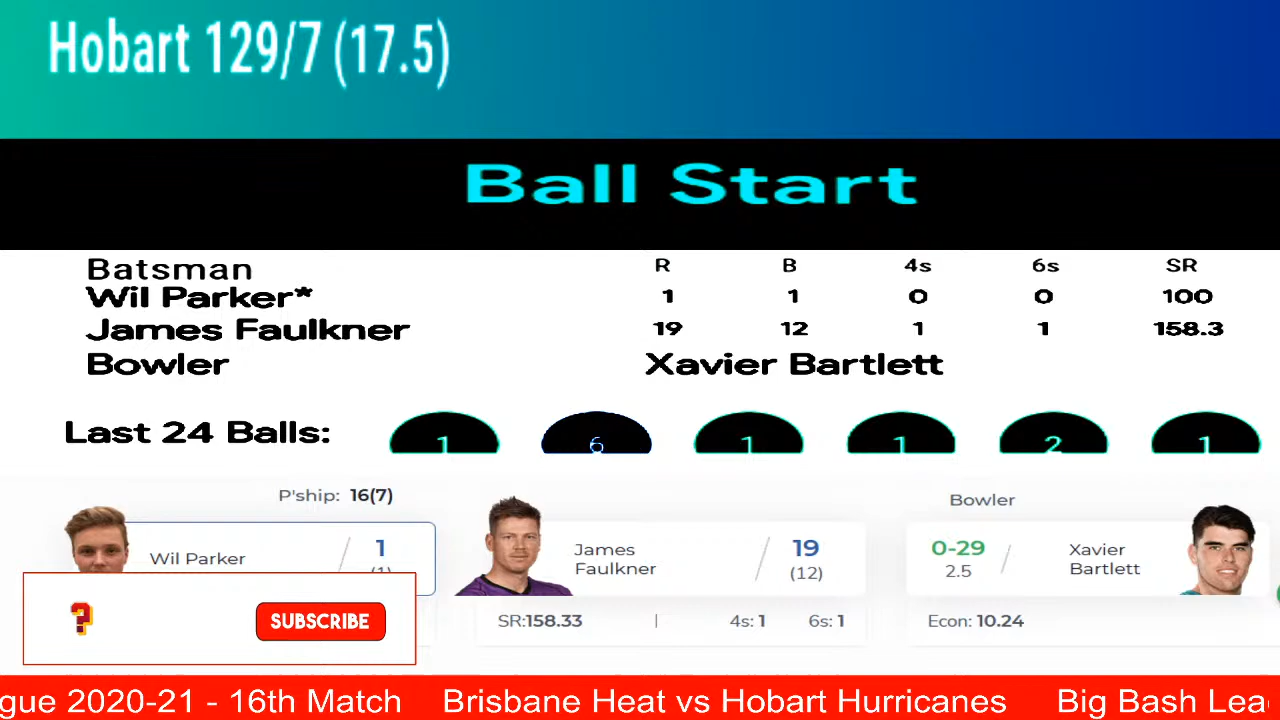 Hobart 129/7 (17.5)
Ball Start
Batsman R B 4s 6s SR
Wil Parker* 1 1 0 0 100
James Faulkner 19 12 1 1 158.3
Bowler Xavier Bartlett
Last 24 Balls: 1 6 1 1 2 1
P'ship: 16(7)
Bowler
Wil Parker 1
(1)
James Faulkner 19
(12)
0-29
2.5
Xavier Bartlett
SR:158.33 4s: 1 6s: 1
Econ: 10.24
?
SUBSCRIBE
gue 2020-21 - 16th Match Brisbane Heat vs Hobart Hurricanes Big Bash Lea